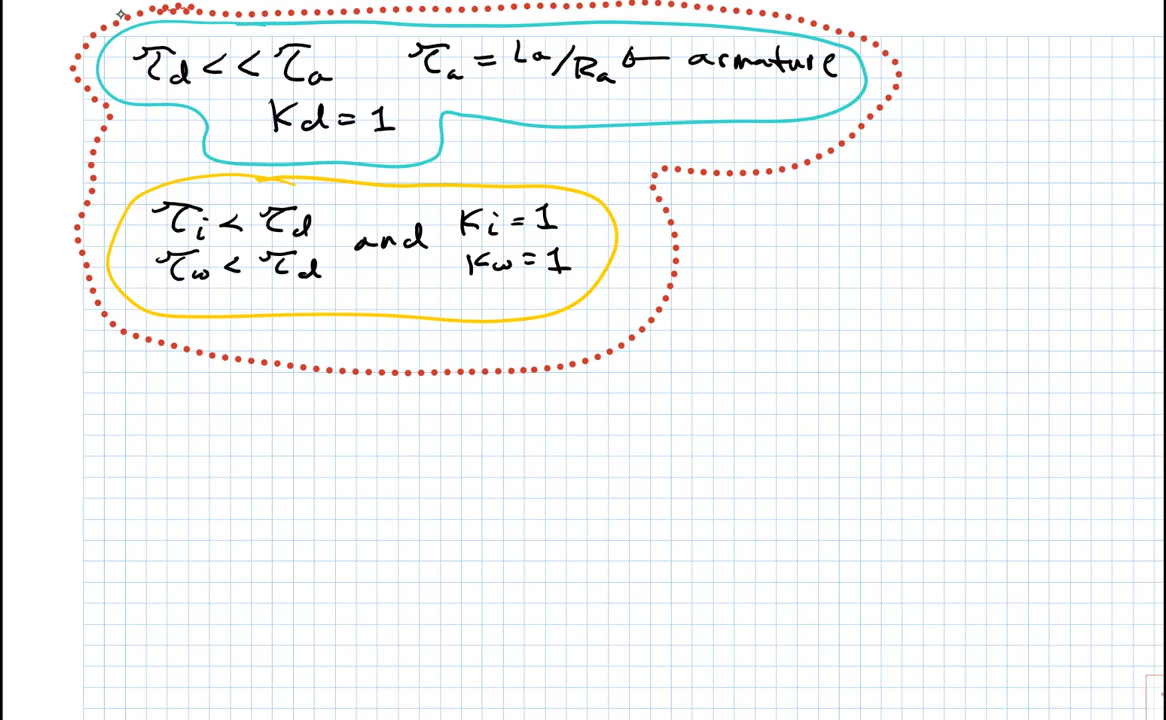 τd << τa τa = La/Ra ← armature
Kd = 1
τi < τd and Ki = 1
τω < τd Kω = 1